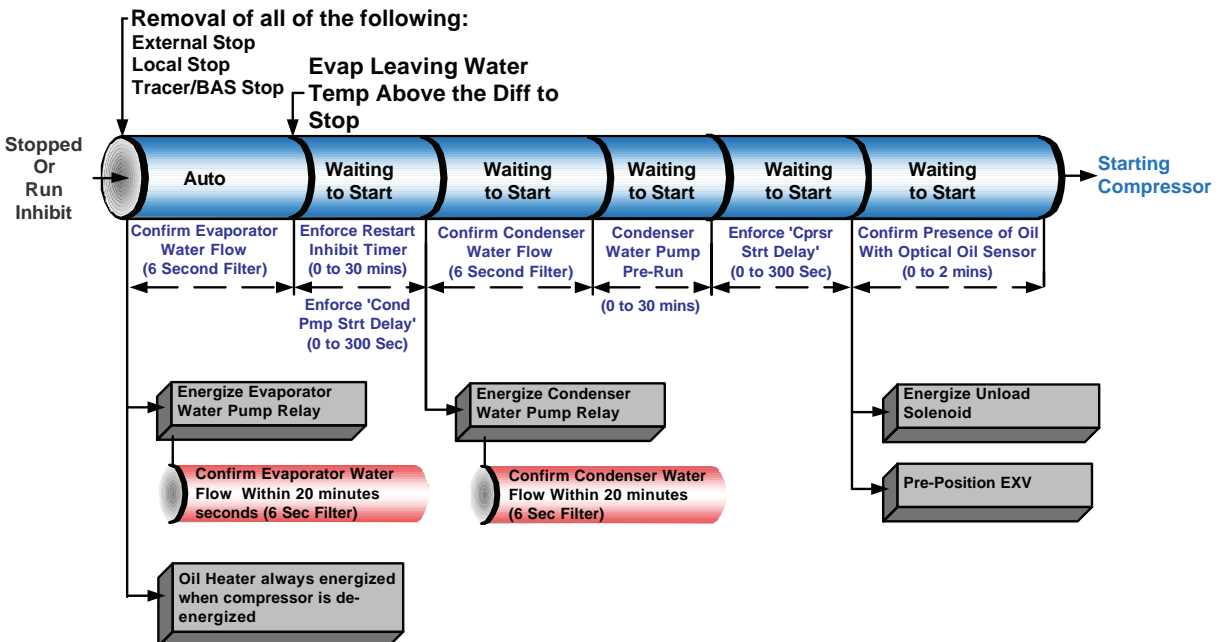 Removal of all of the following:
External Stop
Local Stop
Tracer/BAS Stop
Evap Leaving Water
Temp Above the Diff to
Stop
Stopped
Or
Run
Inhibit
Auto
Waiting
to Start
Waiting
to Start
Waiting
to Start
Waiting
to Start
Waiting
to Start
Starting
Compressor
Confirm Evaporator
Water Flow
(6 Second Filter)
Enforce Restart
Inhibit Timer
(0 to 30 mins)
Enforce 'Cond
Pmp Strt Delay'
(0 to 300 Sec)
Confirm Condenser
Water Flow
(6 Second Filter)
Condenser
Water Pump
Pre-Run
(0 to 30 mins)
Enforce 'Cprsr
Strt Delay'
(0 to 300 Sec)
Confirm Presence of Oil
With Optical Oil Sensor
(0 to 2 mins)
Energize Evaporator
Water Pump Relay
Confirm Evaporator Water
Flow Within 20 minutes
seconds (6 Sec Filter)
Oil Heater always energized
when compressor is de-
energized
Energize Condenser
Water Pump Relay
Confirm Condenser Water
Flow Within 20 minutes
(6 Sec Filter)
Energize Unload
Solenoid
Pre-Position EXV